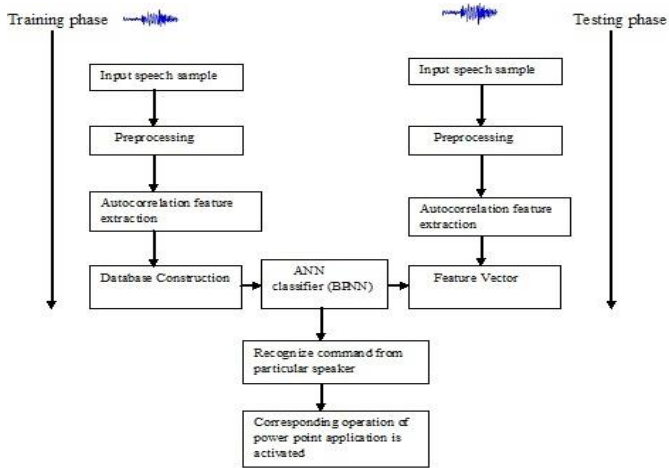 Training phase
Testing phase
Input speech sample
Preprocessing
Autocorrelation feature
extraction
Database Construction
Input speech sample
Preprocessing
Autocorrelation feature
extraction
Feature Vector
ANN
classifier (BPNN)
Recognize command from
particular speaker
Corresponding operation of
power point application is
activated